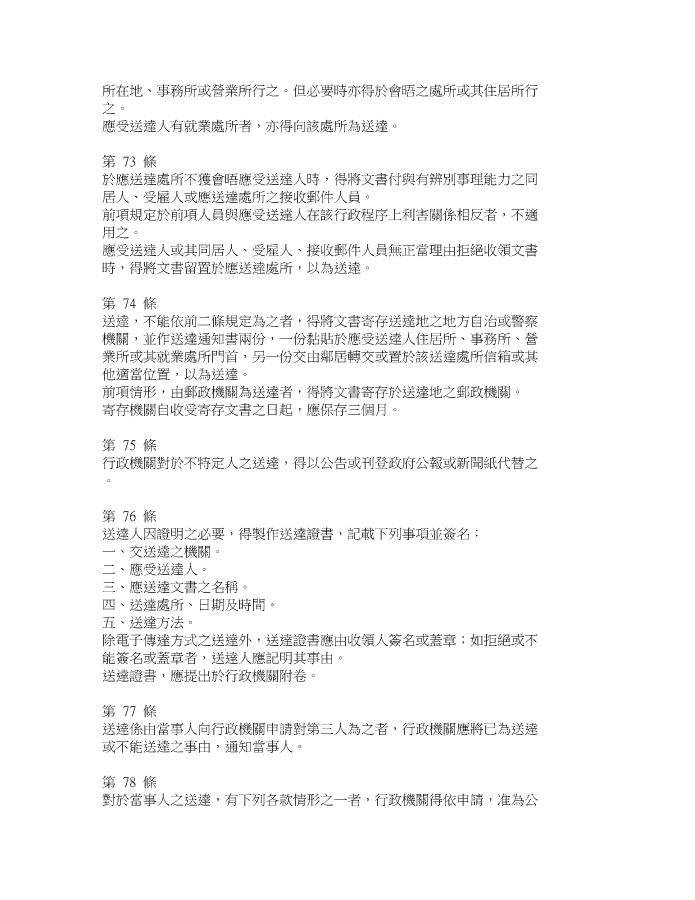 所在地、事務所或營業所行之。但必要時亦得於會晤之處所或其住居所行
之。
應受送達人有就業處所者，亦得向該處所為送達。
第 73 條
於應送達處所不獲會晤應受送達人時，得將文書付與有辨別事理能力之同
居人、受雇人或應送達處所之接收郵件人員。
前項規定於前項人員與應受送達人在該行政程序上利害關係相反者，不適
用之。
應受送達人或其同居人、受雇人、接收郵件人員無正當理由拒絕收領文書
時，得將文書留置於應送達處所，以為送達。
第 74 條
送達，不能依前二條規定為之者，得將文書寄存送達地之地方自治或警察
機關，並作送達通知書兩份，一份黏貼於應受送達人住居所、事務所、營
業所或其就業處所門首，另一份交由鄰居轉交或置於該送達處所信箱或其
他適當位置，以為送達。
前項情形，由郵政機關為送達者，得將文書寄存於送達地之郵政機關。
寄存機關自收受寄存文書之日起，應保存三個月。
第 75 條
行政機關對於不特定人之送達，得以公告或刊登政府公報或新聞紙代替之
。
第 76 條
送達人因證明之必要，得製作送達證書，記載下列事項並簽名：
一、交送達之機關。
二、應受送達人。
三、應送達文書之名稱。
四、送達處所、日期及時間。
五、送達方法。
除電子傳達方式之送達外，送達證書應由收領人簽名或蓋章；如拒絕或不
能簽名或蓋章者，送達人應記明其事由。
送達證書，應提出於行政機關附卷。
第 77 條
送達係由當事人向行政機關申請對第三人為之者，行政機關應將已為送達
或不能送達之事由，通知當事人。
第 78 條
對於當事人之送達，有下列各款情形之一者，行政機關得依申請，准為公